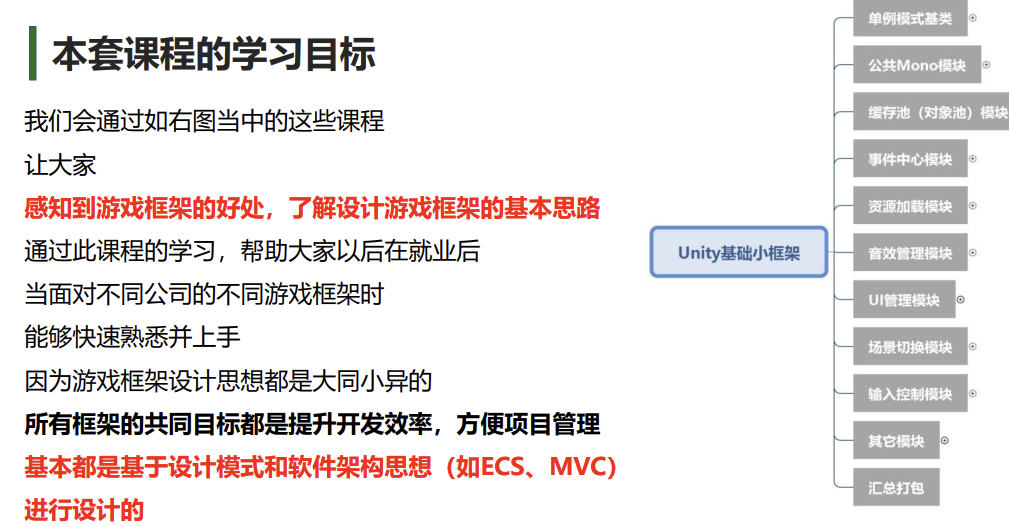 本套课程的学习目标
我们会通过如右图当中的这些课程
让大家
感知到游戏框架的好处，了解设计游戏框架的基本思路
通过此课程的学习，帮助大家以后在就业后
当面对不同公司的不同游戏框架时
能够快速熟悉并上手
因为游戏框架设计思想都是大同小异的
所有框架的共同目标都是提升开发效率，方便项目管理
基本都是基于设计模式和软件架构思想（如ECS、MVC）
进行设计的
Unity基础小框架
单例模式基类
公共Mono模块
缓存池（对象池）模块
事件中心模块
资源加载模块
音效管理模块
UI管理模块
场景切换模块
输入控制模块
其它模块
汇总打包